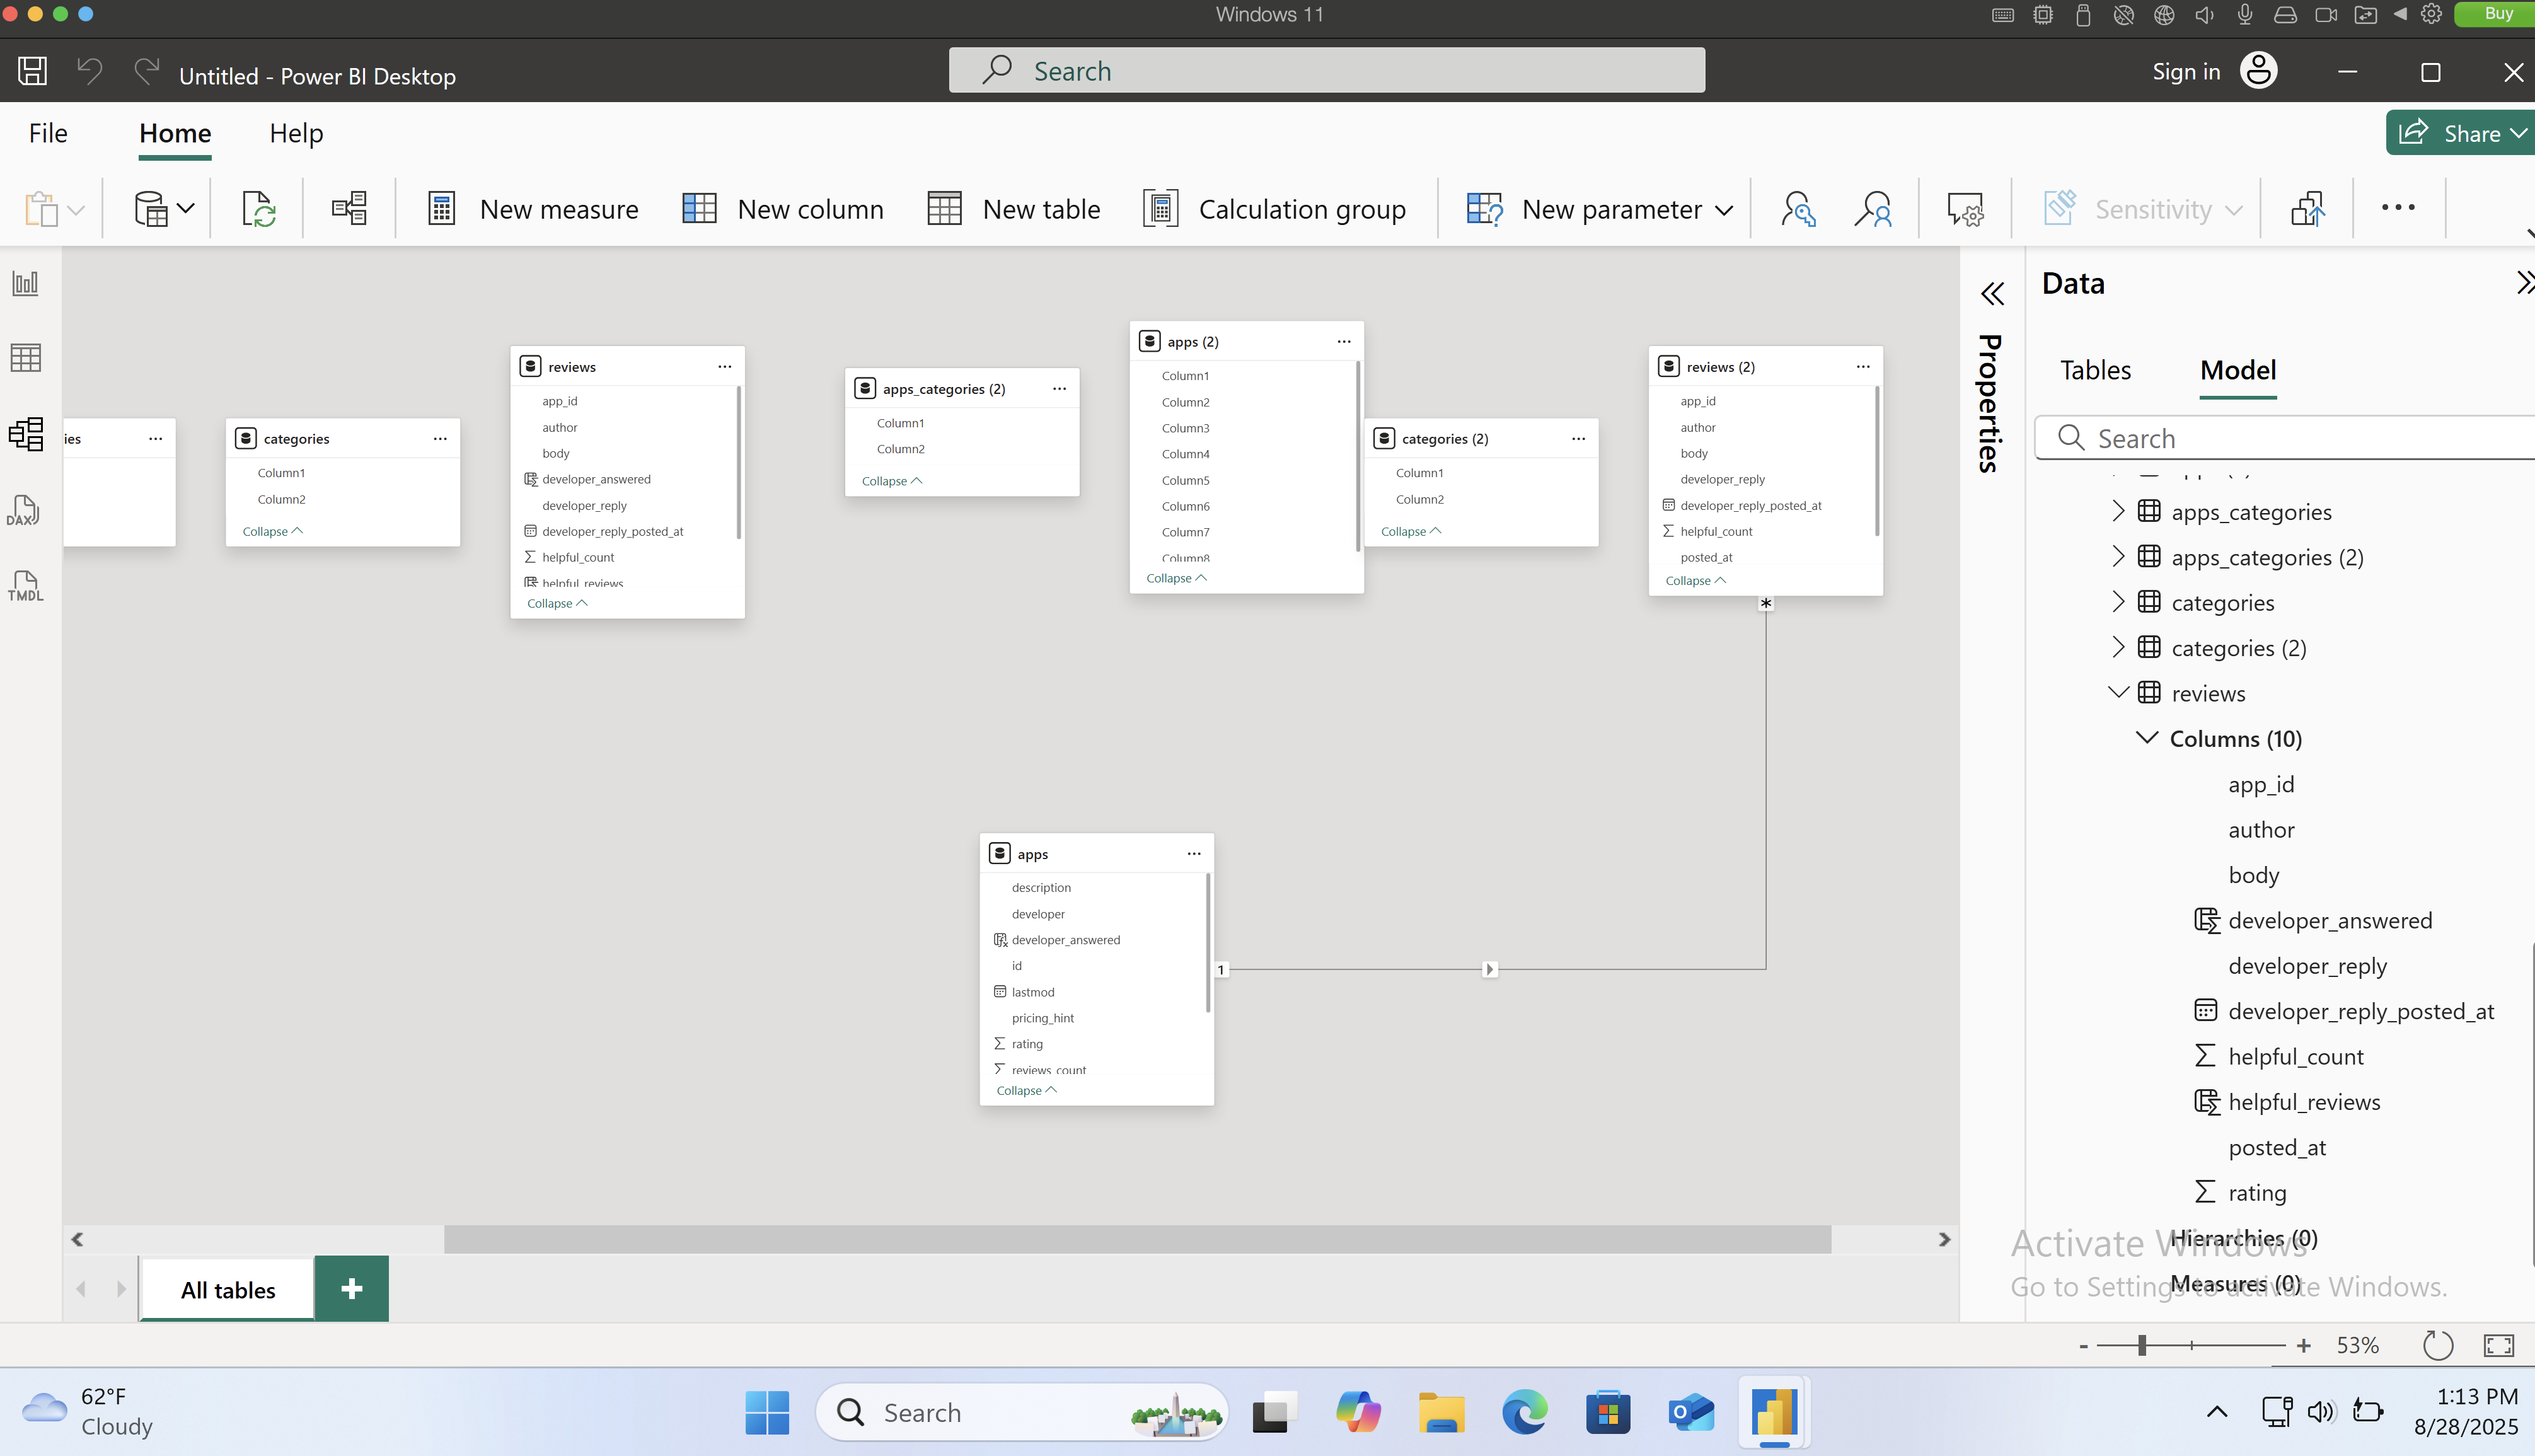 Windows 11
Buy
Untitled - Power BI Desktop
Search
Sign in
File
Home
Help
Share
New measure
New column
New table
Calculation group
New parameter
Sensitivity
DAX
TMDL
ies
categories
Column1
Column2
Collapse
reviews
app_id
author
body
developer_answered
developer_reply
developer_reply_posted_at
helpful_count
helpful_reviews
Collapse
apps_categories (2)
Column1
Column2
Collapse
apps (2)
Column1
Column2
Column3
Column4
Column5
Column6
Column7
Column8
Collapse
categories (2)
Column1
Column2
Collapse
reviews (2)
app_id
author
body
developer_reply
developer_reply_posted_at
helpful_count
posted_at
Collapse
*
apps
description
developer
developer_answered
id
lastmod
pricing_hint
rating
reviews_count
Collapse
1
Properties
Data
Tables
Model
Search
apps_categories
apps_categories (2)
categories
categories (2)
reviews
Columns (10)
app_id
author
body
developer_answered
developer_reply
developer_reply_posted_at
helpful_count
helpful_reviews
posted_at
rating
Hierarchies (0)
Measures (0)
Activate Windows
Go to Settings to activate Windows.
All tables
+
- + 53%
62°F
Cloudy
Search
1:13 PM
8/28/2025